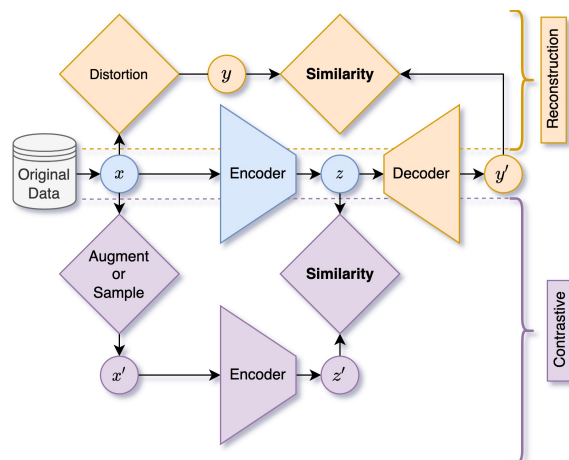 Distortion
y
Similarity
Reconstruction
Original
Data
x
Encoder
z
Decoder
y′
Augment
or
Sample
Similarity
Contrastive
x′
Encoder
z′